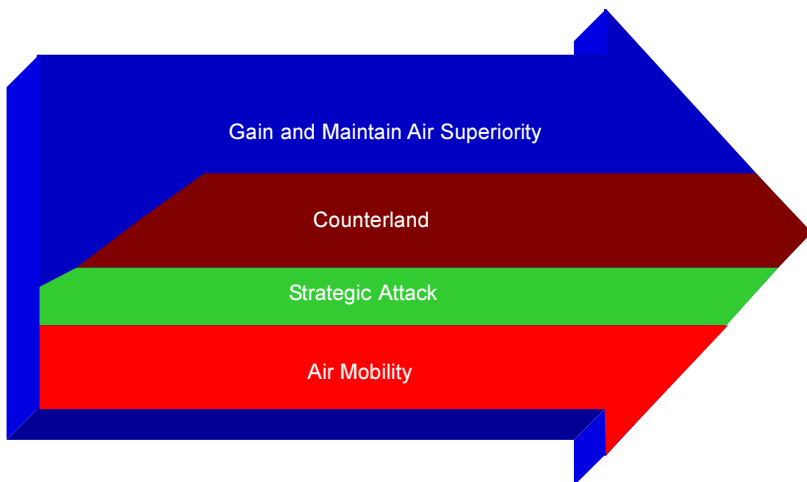 Gain and Maintain Air Superiority
Counterland
Strategic Attack
Air Mobility